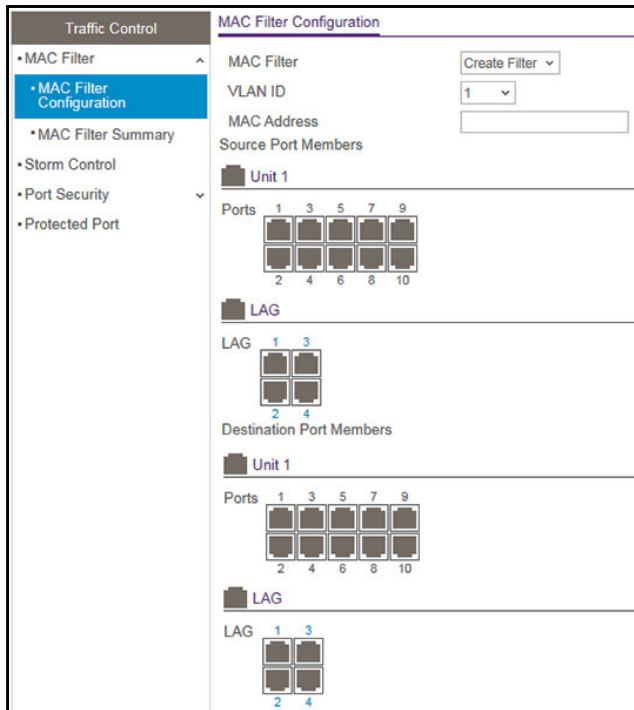 Traffic Control
MAC Filter
MAC Filter
Configuration
MAC Filter Summary
Storm Control
Port Security
Protected Port
MAC Filter Configuration
MAC Filter Create Filter
VLAN ID 1
MAC Address
Source Port Members
Unit 1
Ports 1 3 5 7 9
2 4 6 8 10
LAG
LAG 1 3
2 4
Destination Port Members
Unit 1
Ports 1 3 5 7 9
2 4 6 8 10
LAG
LAG 1 3
2 4